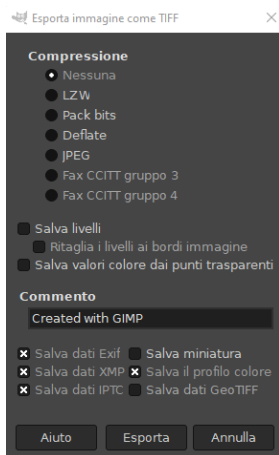 Esporta immagine come TIFF
Compressione
Nessuna
LZW
Pack bits
Deflate
JPEG
Fax CCITT gruppo 3
Fax CCITT gruppo 4
Salva livelli
Ritaglia i livelli ai bordi immagine
Salva valori colore dai punti trasparenti
Commento
Created with GIMP
Salva dati Exif Salva miniatura
Salva dati XMP Salva il profilo colore
Salva dati IPTC Salva dati GeoTIFF
Aiuto Esporta Annulla